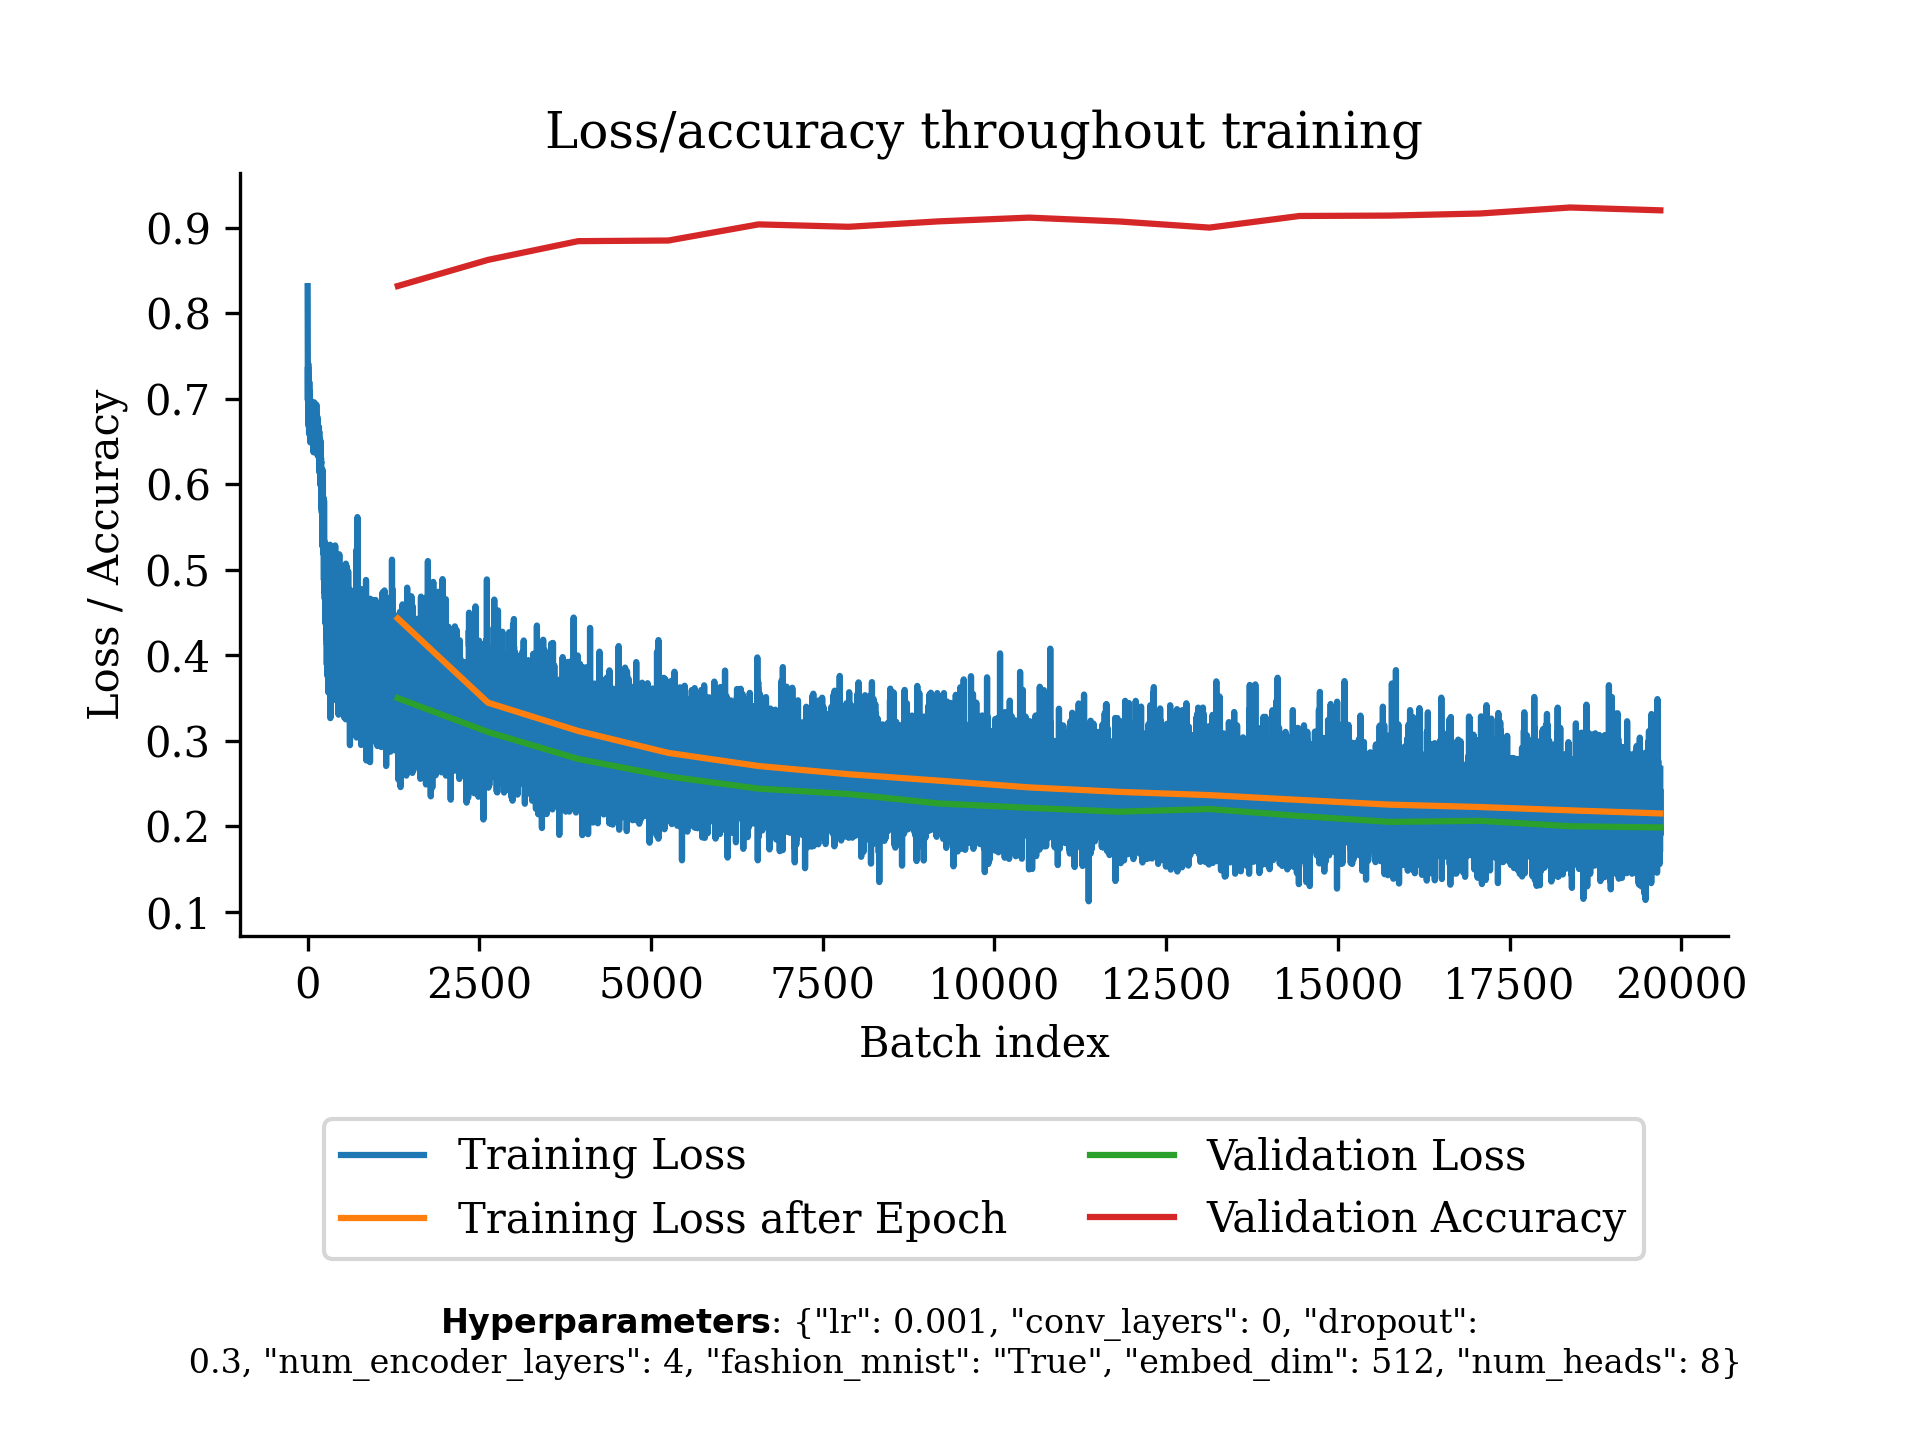 Loss/accuracy throughout training
Loss / Accuracy
0.9
0.8
0.7
0.6
0.5
0.4
0.3
0.2
0.1
0 2500 5000 7500 10000 12500 15000 17500 20000
Batch index
Training Loss Validation Loss
Training Loss after Epoch Validation Accuracy
Hyperparameters: {"lr": 0.001, "conv_layers": 0, "dropout":
0.3, "num_encoder_layers": 4, "fashion_mnist": "True", "embed_dim": 512, "num_heads": 8}